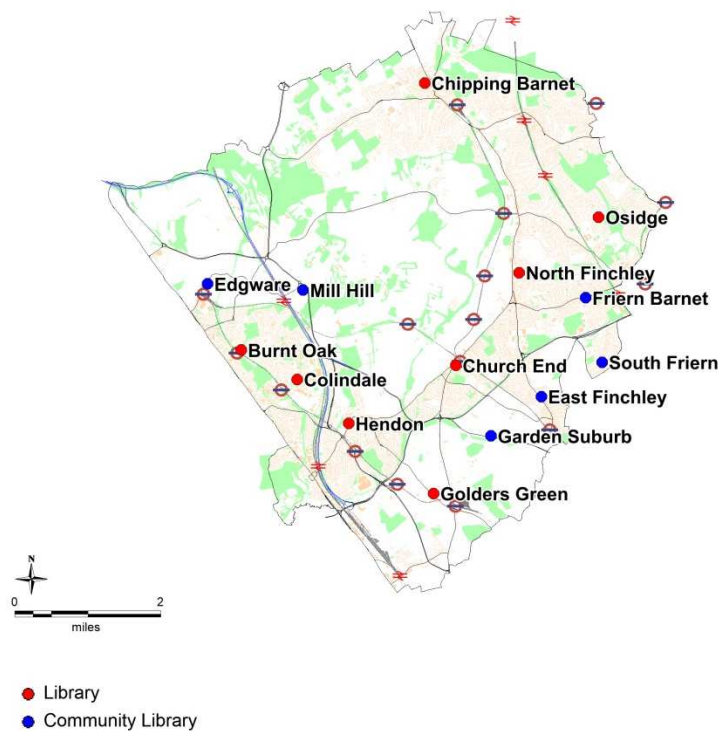 Chipping Barnet
Osidge
North Finchley
Edgware
Mill Hill
Friern Barnet
Burnt Oak
Church End
South Friern
Colindale
East Finchley
Hendon
Garden Suburb
Golders Green
N
0 2
miles
Library
Community Library